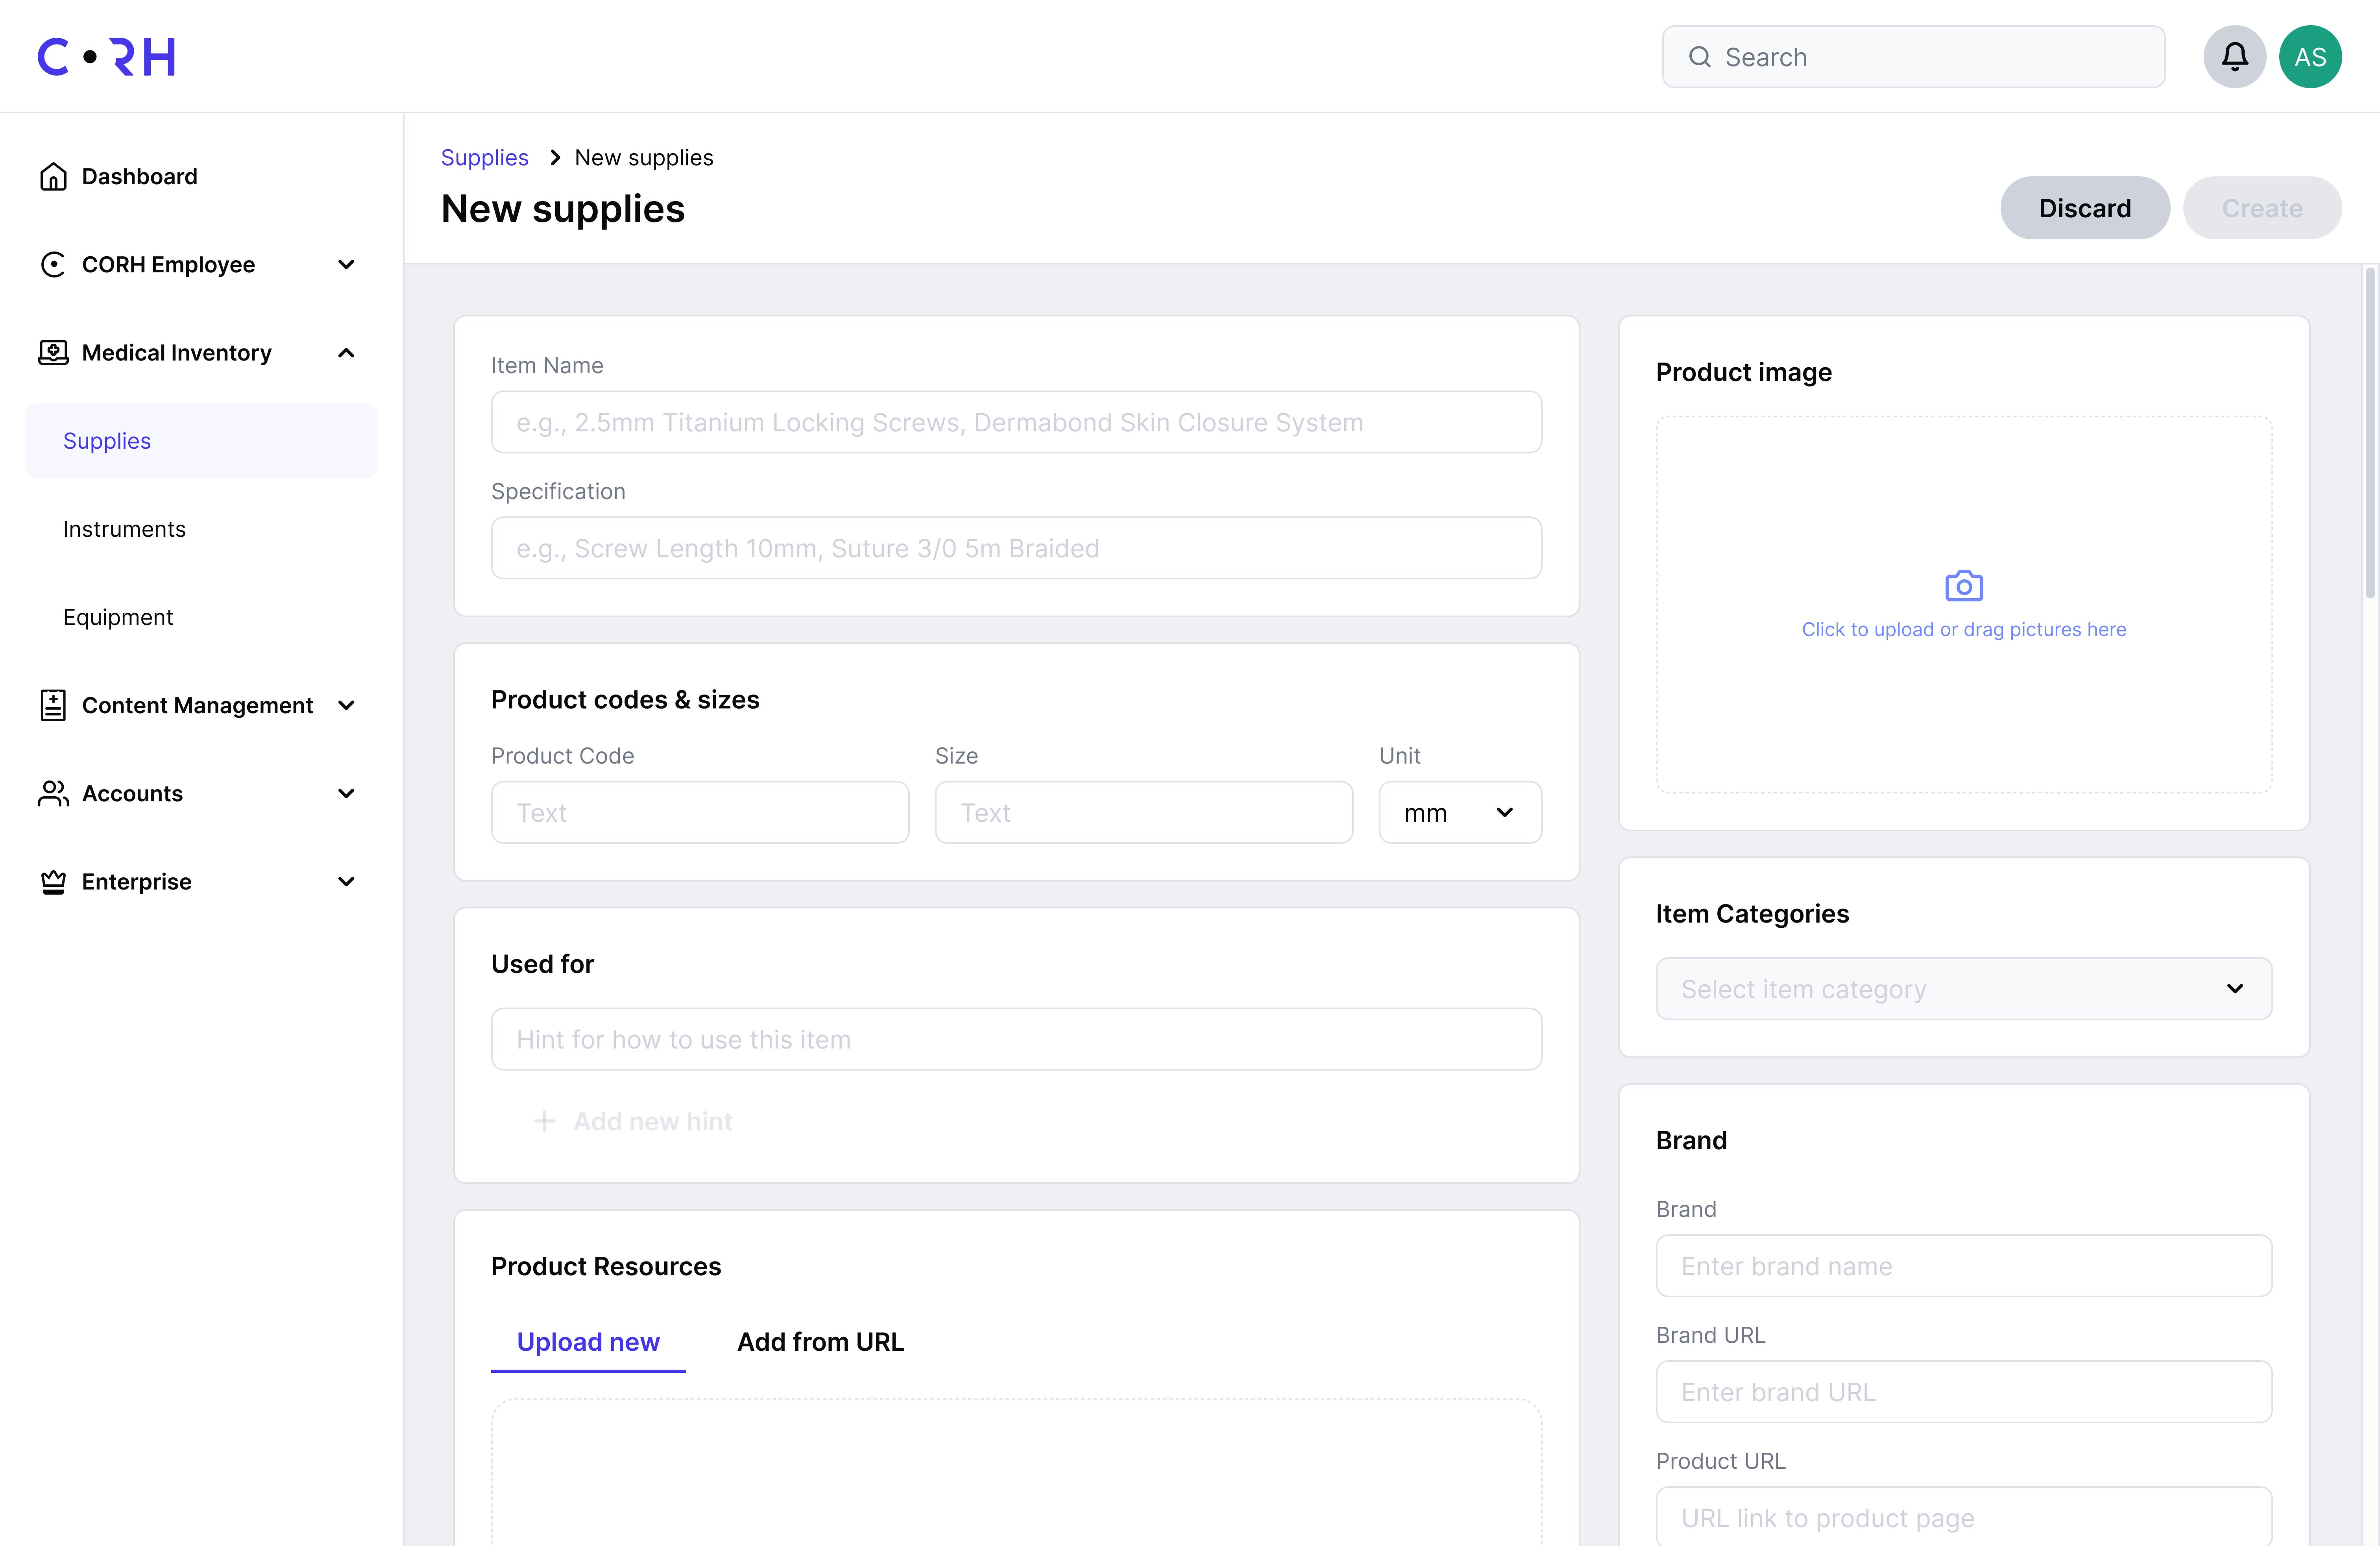 C•RH
Search
AS
Dashboard
CORH Employee
Medical Inventory
Supplies
Instruments
Equipment
Content Management
Accounts
Enterprise
Supplies > New supplies
New supplies
Discard
Create
Item Name
e.g., 2.5mm Titanium Locking Screws, Dermabond Skin Closure System
Specification
e.g., Screw Length 10mm, Suture 3/0 5m Braided
Product codes & sizes
Product Code
Size
Unit
Text
Text
mm
Used for
Hint for how to use this item
+ Add new hint
Product Resources
Upload new
Add from URL
Product image
Click to upload or drag pictures here
Item Categories
Select item category
Brand
Brand
Enter brand name
Brand URL
Enter brand URL
Product URL
URL link to product page